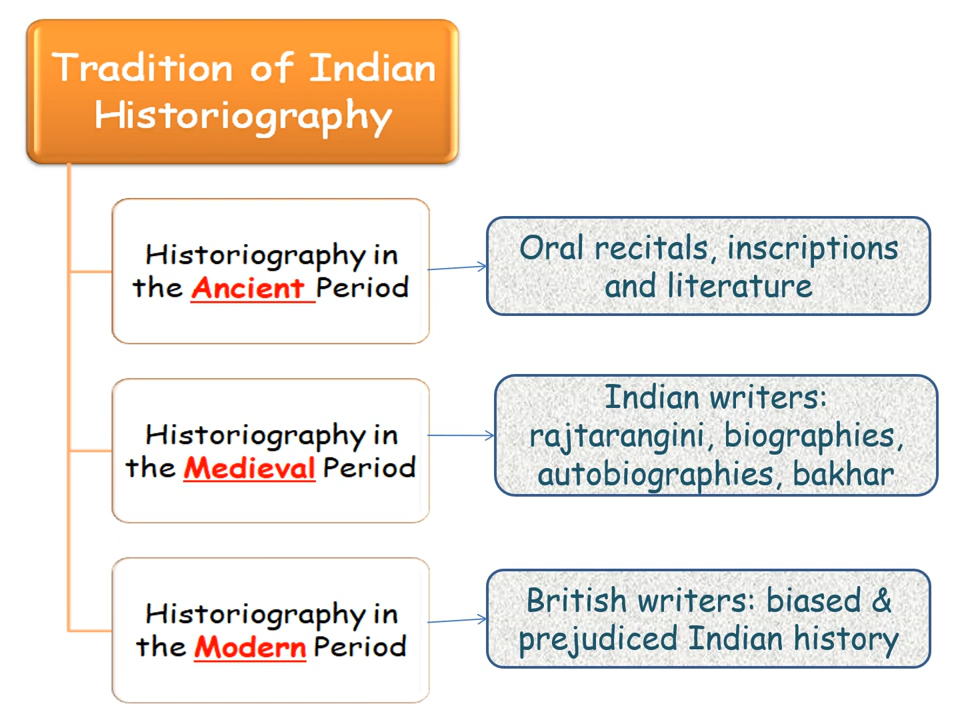 Tradition of Indian
Historiography
Historiography in
the Ancient Period
Oral recitals, inscriptions
and literature
Historiography in
the Medieval Period
Indian writers:
rajtarangini, biographies,
autobiographies, bakhar
Historiography in
the Modern Period
British writers: biased &
prejudiced Indian history